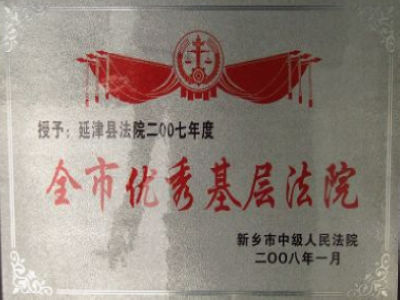 授予：延津县法院二00七年度
全市优秀基层法院
新乡市中级人民法院
二00八年一月